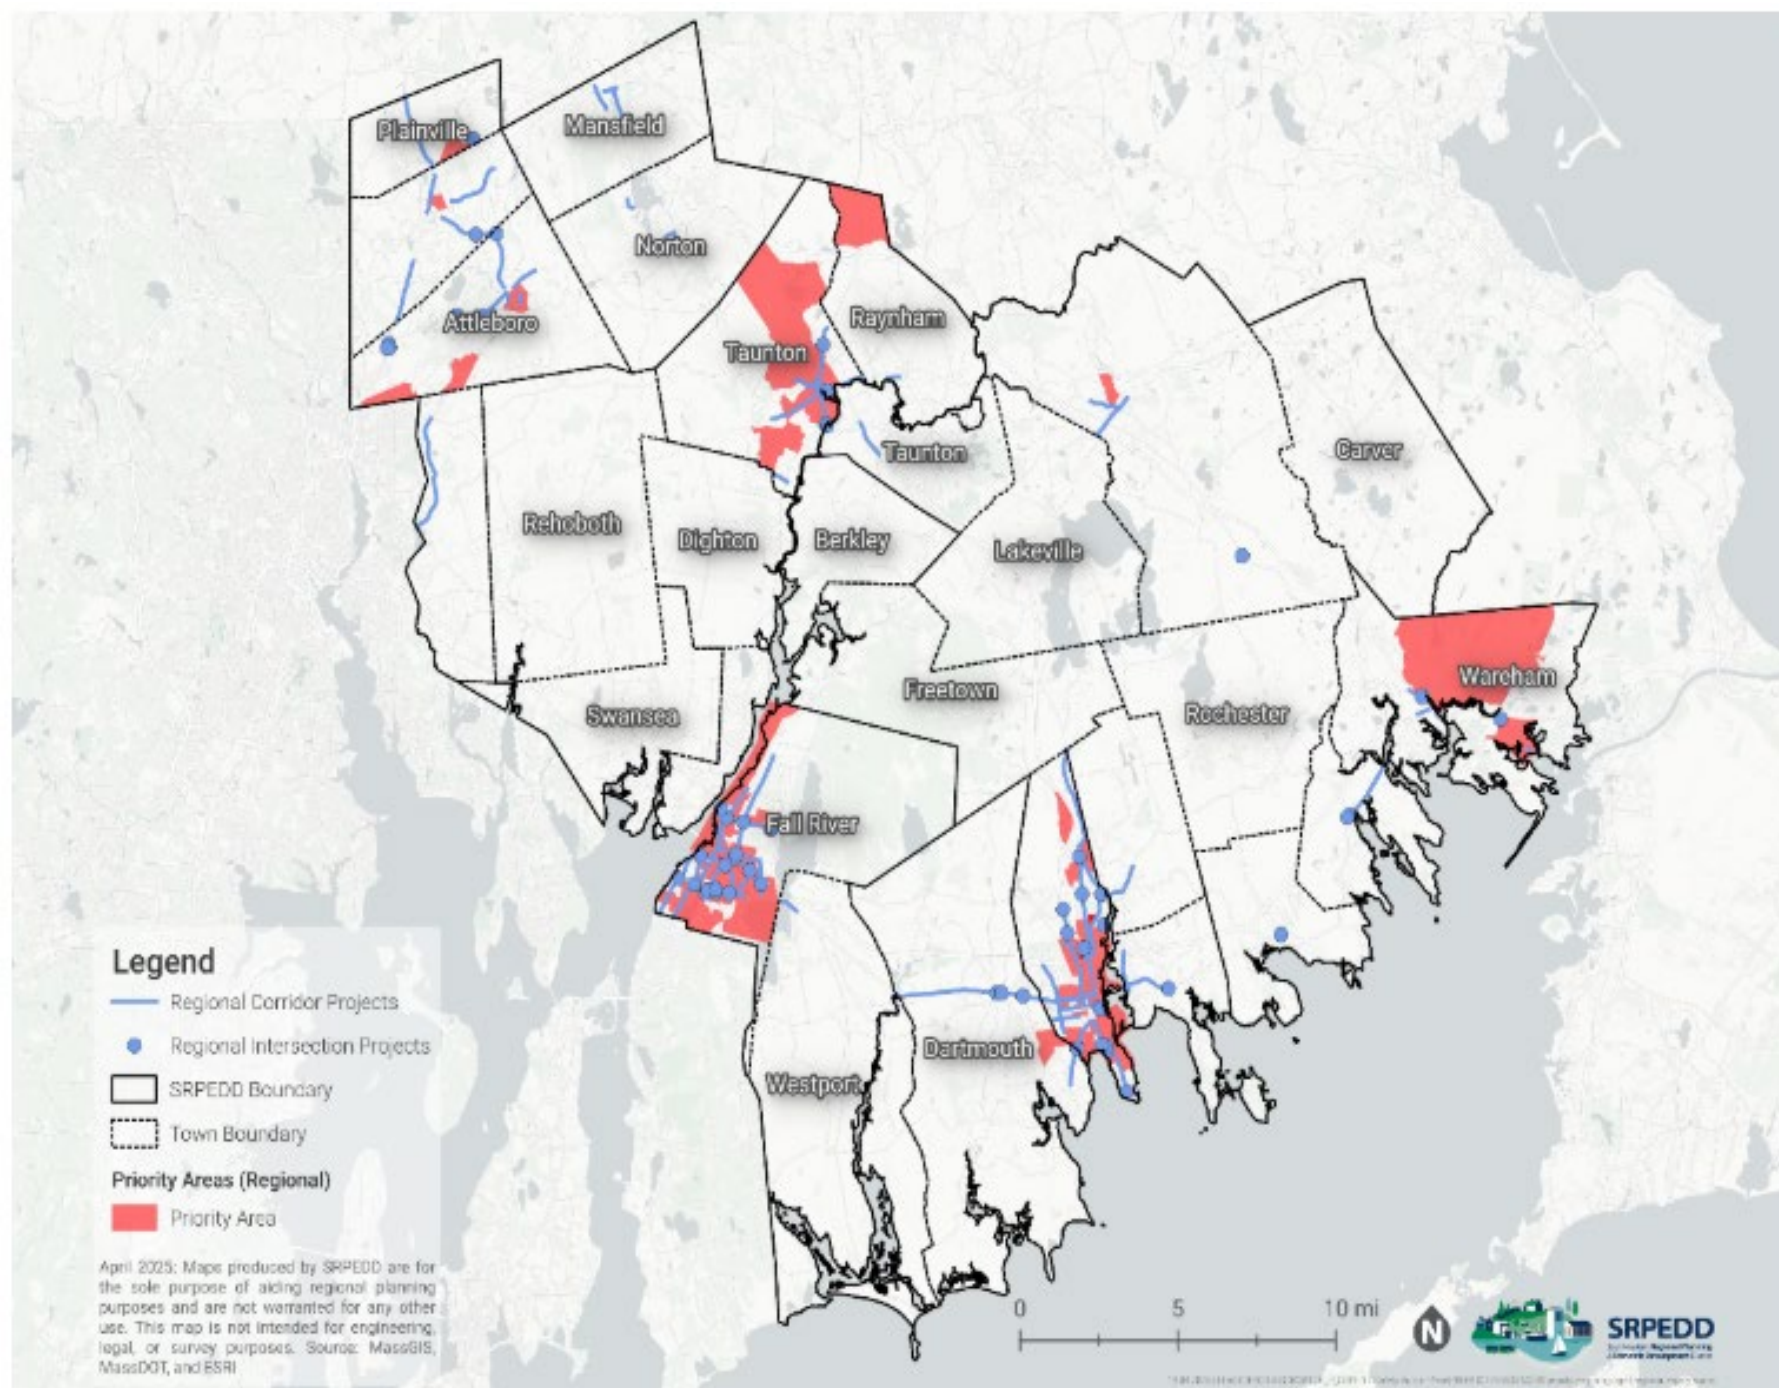 Plainville
Mansfield
Norton
Attleboro
Raynham
Taunton
Taunton
Carver
Rehoboth
Dighton
Berkley
Lakeville
Wareham
Freetown
Swansea
Rochester
Fall River
Dartmouth
Westport
Legend
Regional Corridor Projects
Regional Intersection Projects
SRPEDD Boundary
Town Boundary
Priority Areas (Regional)
Priority Area
April 2025: Maps produced by SRPEDD are for
the sole purpose of aiding regional planning
purposes and are not warranted for any other
use. This map is not intended for engineering,
legal, or survey purposes. Source: MassGIS,
MassDOT, and ESRI
0 5 10 mi
N
SRPEDD